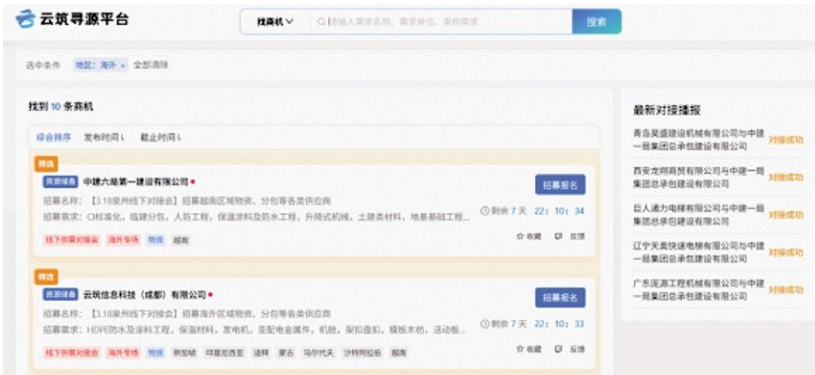 云筑寻源平台
找商机
请输入需求名称、需求单位、采购需求
搜索
选中条件 地区：海外 × 全部清除
找到 10 条商机
综合排序 发布时间↓ 截止时间↓
精选
资源储备 中建六局第一建设有限公司
招募名称：【3.18泉州线下对接会】招募越南区域物资、分包等各类供应商
招募需求：CI标准化，临建分包，人防工程，保温涂料及防水工程，升降式机械，土建类材料，地基基础工程...
线下供需对接会 海外专场 物资 越南
招募报名
剩余 7 天 22：10：34
收藏 反馈
精选
资源储备 云筑信息科技（成都）有限公司
招募名称：【3.18泉州线下对接会】招募海外区域物资、分包等各类供应商
招募需求：HDPE防水及涂料工程，保温材料，发电机，变配电金属件，机舱，架扣盘扣，模板木枋，活动板...
线下供需对接会 海外专场 物资 新加坡 印度尼西亚 迪拜 蒙古 马尔代夫 沙特阿拉伯 越南
招募报名
剩余 7 天 22：10：33
收藏 反馈
最新对接播报
青岛昊盛建设机械有限公司与中建
一局集团总承包建设有限公司
对接成功
西安龙朔商贸有限公司与中建一局
集团总承包建设有限公司
对接成功
巨人通力电梯有限公司与中建一局
集团总承包建设有限公司
对接成功
辽宁天奥快速电梯有限公司与中建
一局集团总承包建设有限公司
对接成功
广东庞源工程机械有限公司与中建
一局集团总承包建设有限公司
对接成功